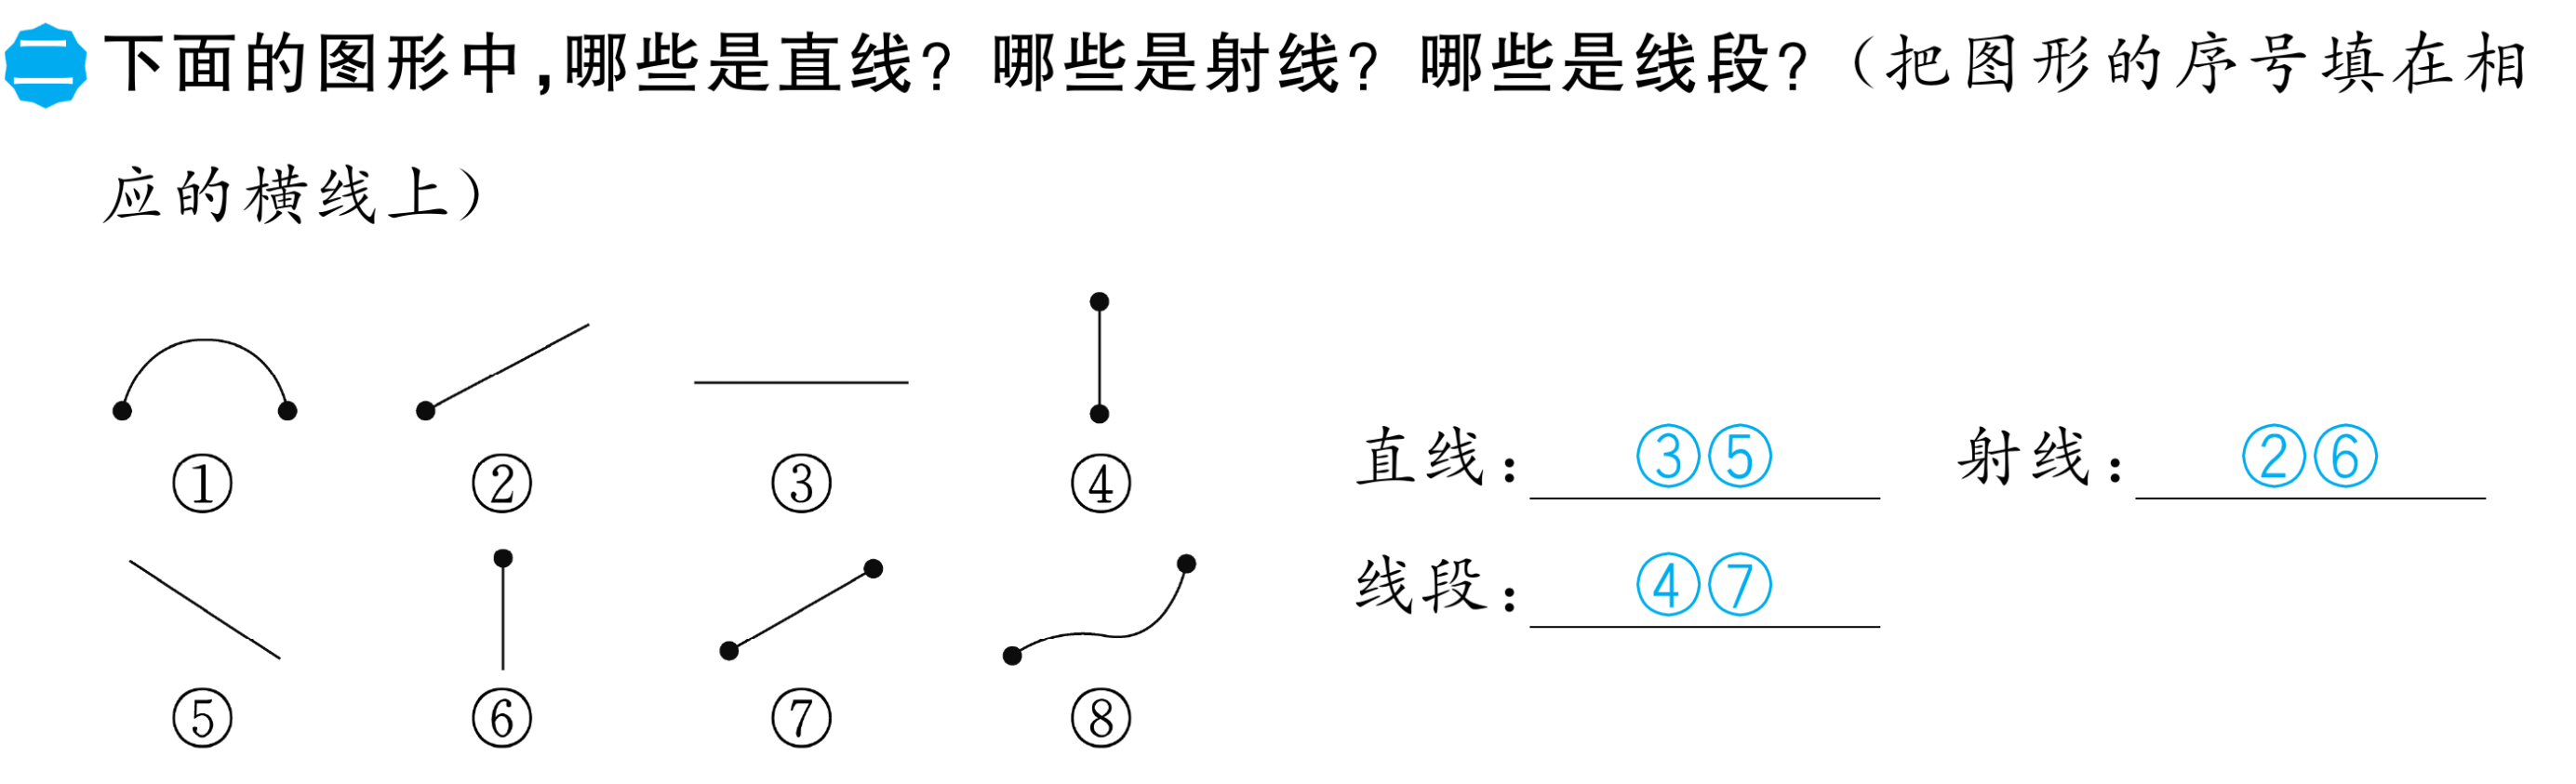 二 下面的图形中,哪些是直线? 哪些是射线? 哪些是线段?(把图形的序号填在相
应的横线上)
① ② ③ ④
直线: ③⑤ 射线: ②⑥
线段: ④⑦
⑤ ⑥ ⑦ ⑧